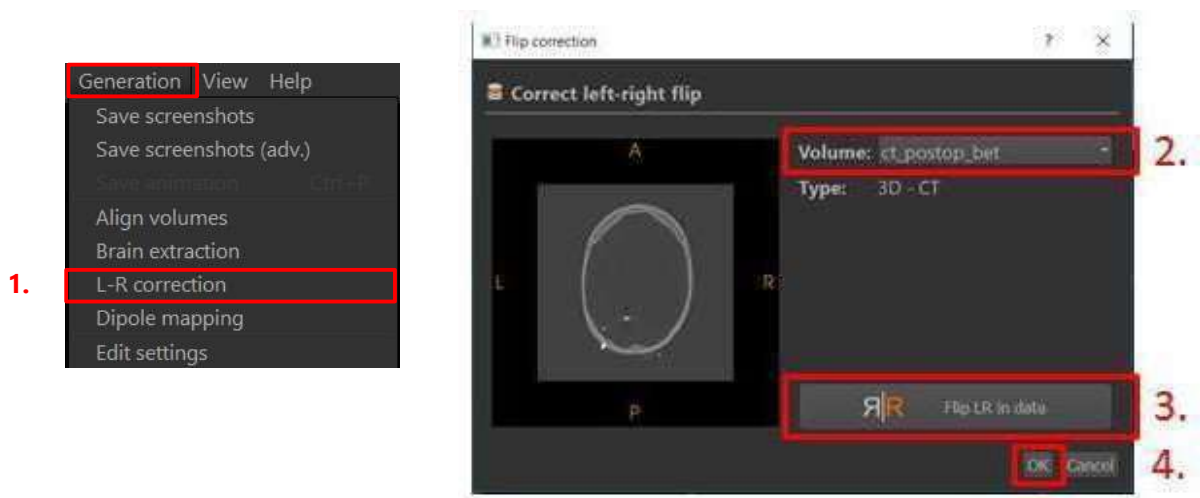 Generation View Help
Save screenshots
Save screenshots (adv.)
Save animation Ctrl+P
Align volumes
Brain extraction
1. L-R correction
Dipole mapping
Edit settings
Flip correction ? ×
Correct left-right flip
A
L
R
P
Volume: ct_postop_bet 2.
Type: 3D - CT
R|R Flip LR in data 3.
OK Cancel 4.